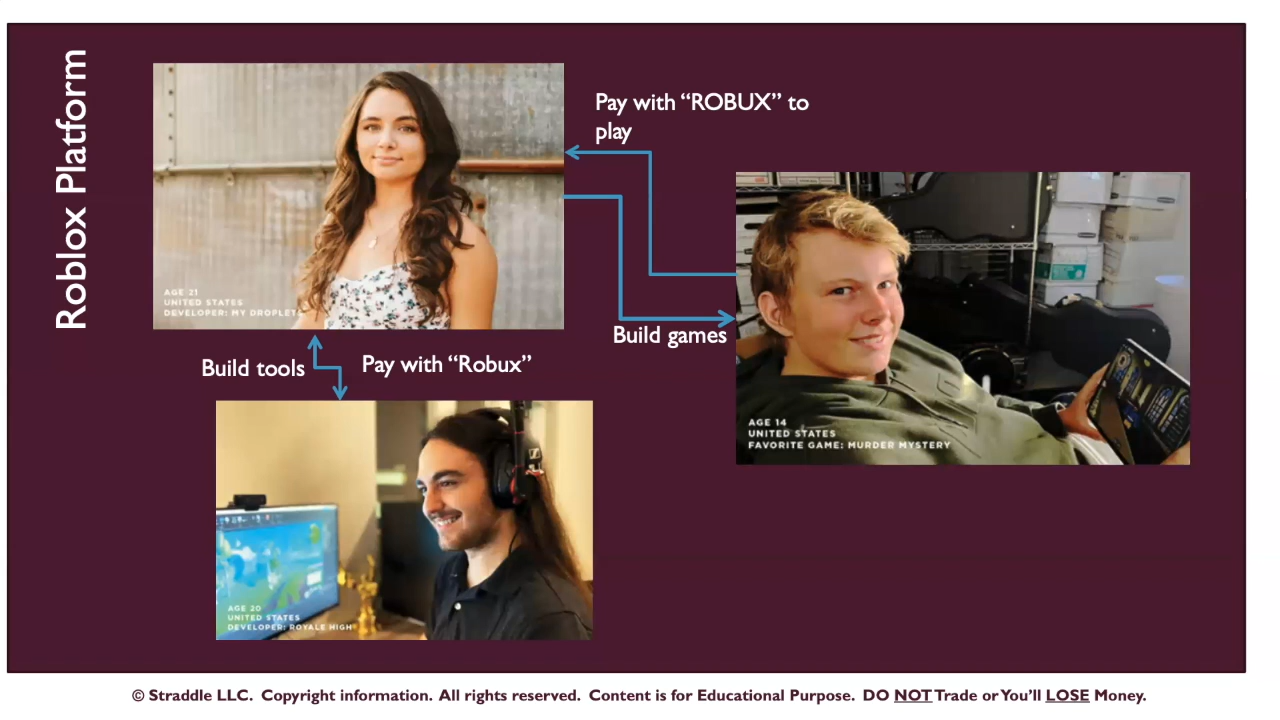 Roblox Platform
Pay with “ROBUX” to
play
AGE 21
UNITED STATES
DEVELOPER: MY DROPLETS
Build games
Build tools
Pay with “Robux”
AGE 14
UNITED STATES
FAVORITE GAME: MURDER MYSTERY
AGE 20
UNITED STATES
DEVELOPER: ROYALE HIGH
© Straddle LLC. Copyright information. All rights reserved. Content is for Educational Purpose. DO NOT Trade or You’ll LOSE Money.